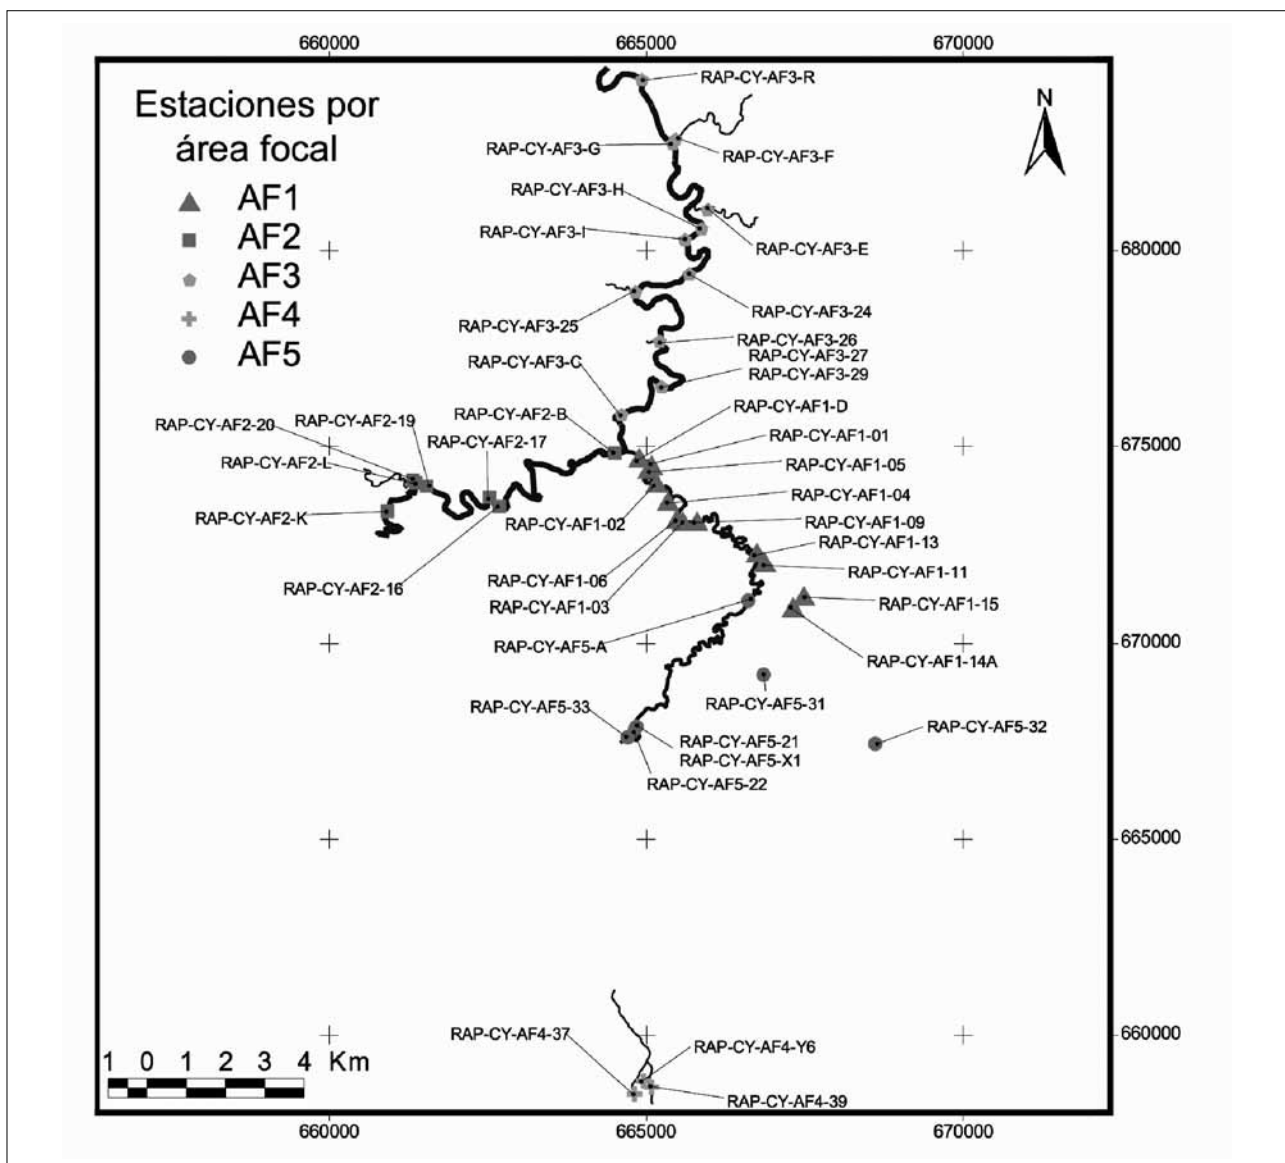 660000
665000
670000
Estaciones por
área focal
AF1
AF2
AF3
AF4
AF5
N
RAP-CY-AF3-R
RAP-CY-AF3-G
RAP-CY-AF3-F
RAP-CY-AF3-H
RAP-CY-AF3-I
RAP-CY-AF3-E
680000
RAP-CY-AF3-24
RAP-CY-AF3-25
RAP-CY-AF3-26
RAP-CY-AF3-27
RAP-CY-AF3-29
RAP-CY-AF3-C
RAP-CY-AF2-B
RAP-CY-AF1-D
RAP-CY-AF2-19
RAP-CY-AF2-20
RAP-CY-AF2-17
RAP-CY-AF1-01
675000
RAP-CY-AF2-L
RAP-CY-AF1-05
RAP-CY-AF1-04
RAP-CY-AF2-K
RAP-CY-AF1-02
RAP-CY-AF1-09
RAP-CY-AF1-13
RAP-CY-AF1-11
RAP-CY-AF2-16
RAP-CY-AF1-06
RAP-CY-AF1-03
RAP-CY-AF1-15
RAP-CY-AF5-A
670000
RAP-CY-AF1-14A
RAP-CY-AF5-31
RAP-CY-AF5-33
RAP-CY-AF5-32
RAP-CY-AF5-21
RAP-CY-AF5-X1
RAP-CY-AF5-22
665000
RAP-CY-AF4-37
660000
RAP-CY-AF4-Y6
RAP-CY-AF4-39
1 0 1 2 3 4 Km
660000
665000
670000